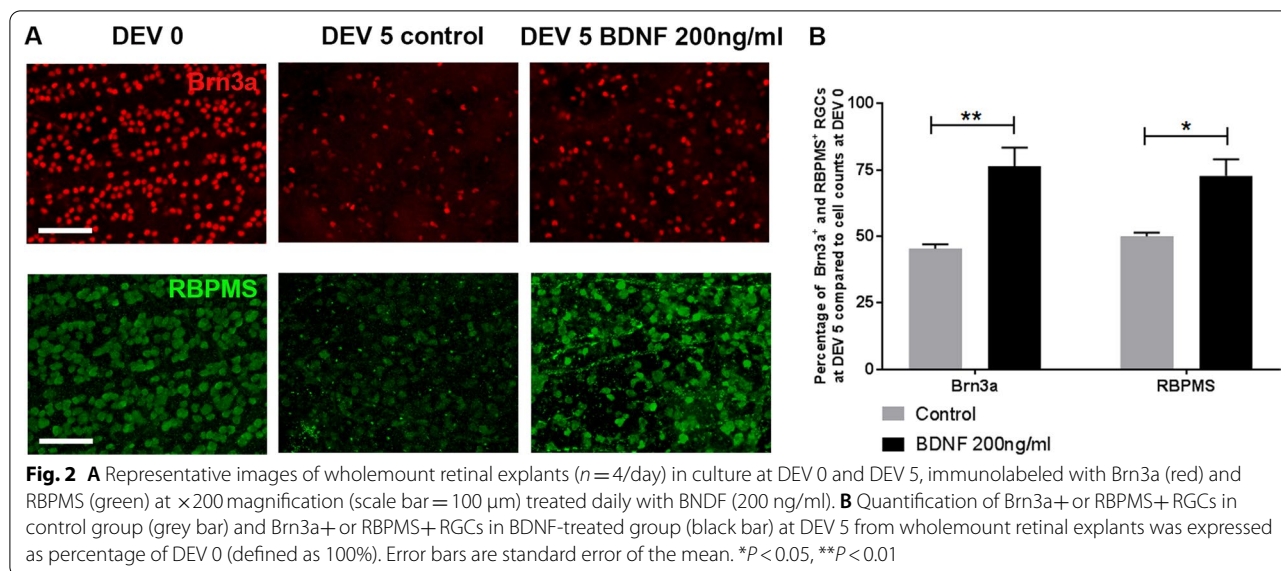 A DEV 0 DEV 5 control DEV 5 BDNF 200ng/ml
Brn3a
RBPMS
B
Percentage of Brn3a+ and RBPMS+ RGCs
at DEV 5 compared to cell counts at DEV 0
100
75
50
25
0
**
*
Brn3a RBPMS
Control
BDNF 200ng/ml
Fig. 2 A Representative images of wholemount retinal explants (n = 4/day) in culture at DEV 0 and DEV 5, immunolabeled with Brn3a (red) and
RBPMS (green) at ×200 magnification (scale bar = 100 μm) treated daily with BNDF (200 ng/ml). B Quantification of Brn3a+ or RBPMS+ RGCs in
control group (grey bar) and Brn3a+ or RBPMS+ RGCs in BDNF-treated group (black bar) at DEV 5 from wholemount retinal explants was expressed
as percentage of DEV 0 (defined as 100%). Error bars are standard error of the mean. *P < 0.05, **P < 0.01